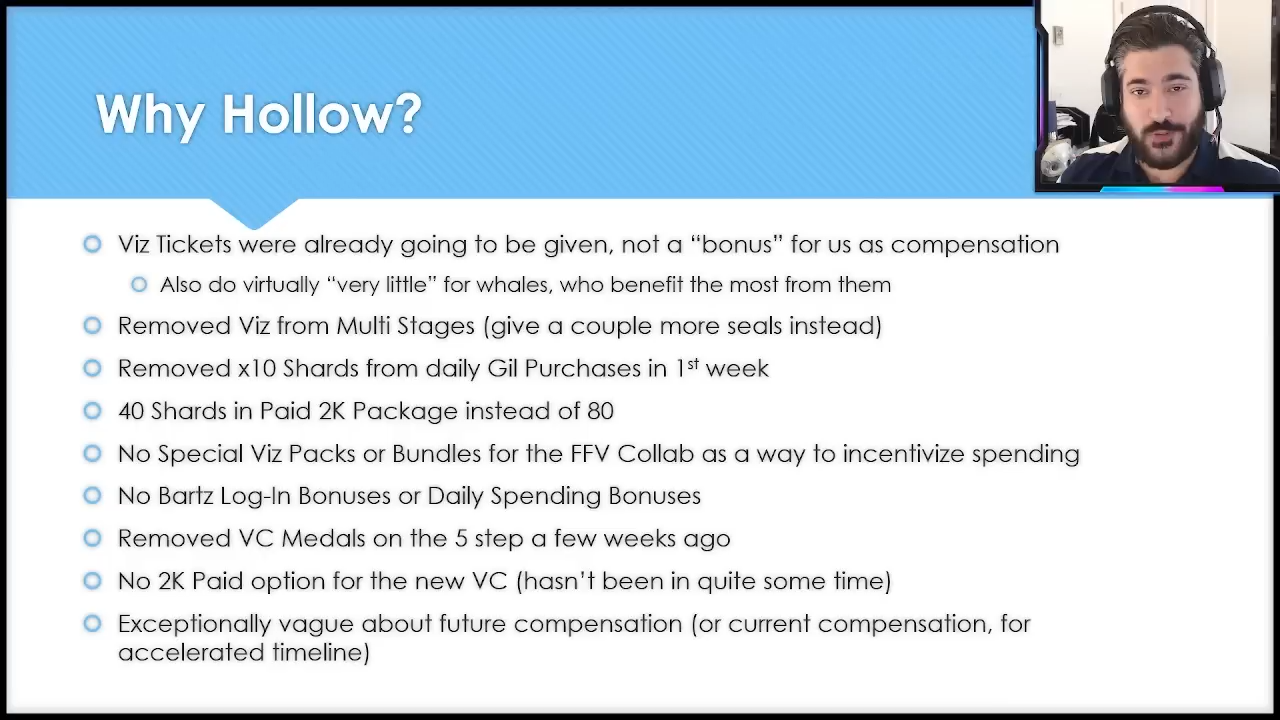 Why Hollow?
Viz Tickets were already going to be given, not a “bonus” for us as compensation
Also do virtually “very little” for whales, who benefit the most from them
Removed Viz from Multi Stages (give a couple more seals instead)
Removed x10 Shards from daily Gil Purchases in 1st week
40 Shards in Paid 2K Package instead of 80
No Special Viz Packs or Bundles for the FFV Collab as a way to incentivize spending
No Bartz Log-In Bonuses or Daily Spending Bonuses
Removed VC Medals on the 5 step a few weeks ago
No 2K Paid option for the new VC (hasn’t been in quite some time)
Exceptionally vague about future compensation (or current compensation, for
accelerated timeline)